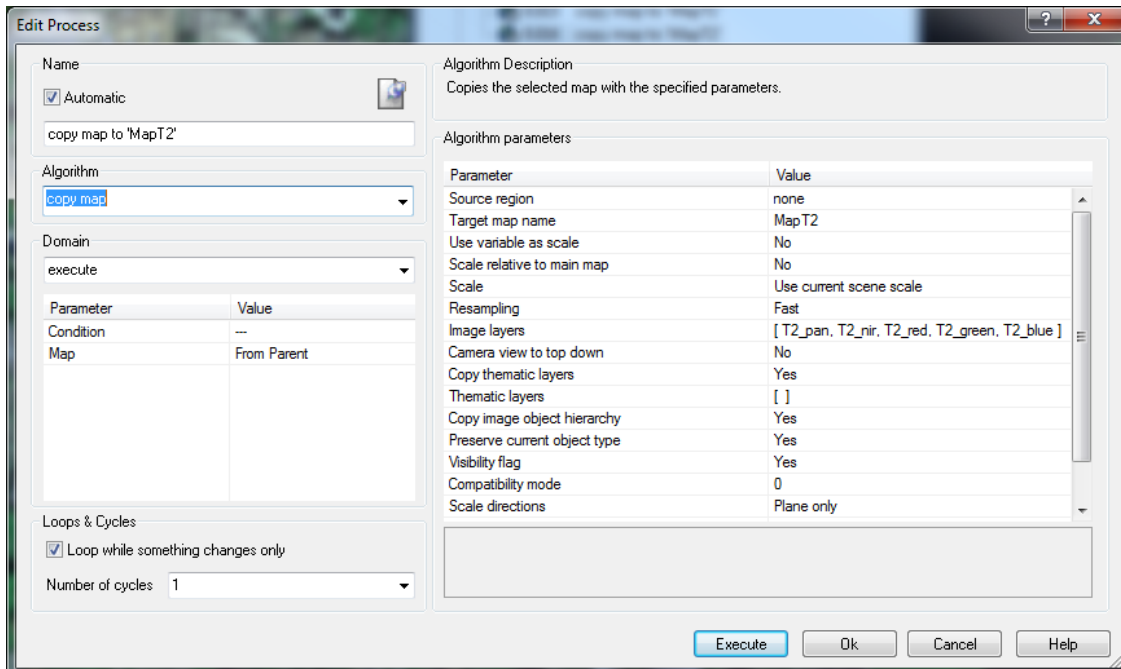 Edit Process
Name
Automatic
copy map to 'MapT2'
Algorithm
copy map
Domain
execute
Parameter Value
Condition ---
Map From Parent
Loops & Cycles
Loop while something changes only
Number of cycles 1
Algorithm Description
Copies the selected map with the specified parameters.
Algorithm parameters
Parameter Value
Source region none
Target map name MapT2
Use variable as scale No
Scale relative to main map No
Scale Use current scene scale
Resampling Fast
Image layers [ T2_pan, T2_nir, T2_red, T2_green, T2_blue ]
Camera view to top down No
Copy thematic layers Yes
Thematic layers [ ]
Copy image object hierarchy Yes
Preserve current object type Yes
Visibility flag Yes
Compatibility mode 0
Scale directions Plane only
Execute Ok Cancel Help